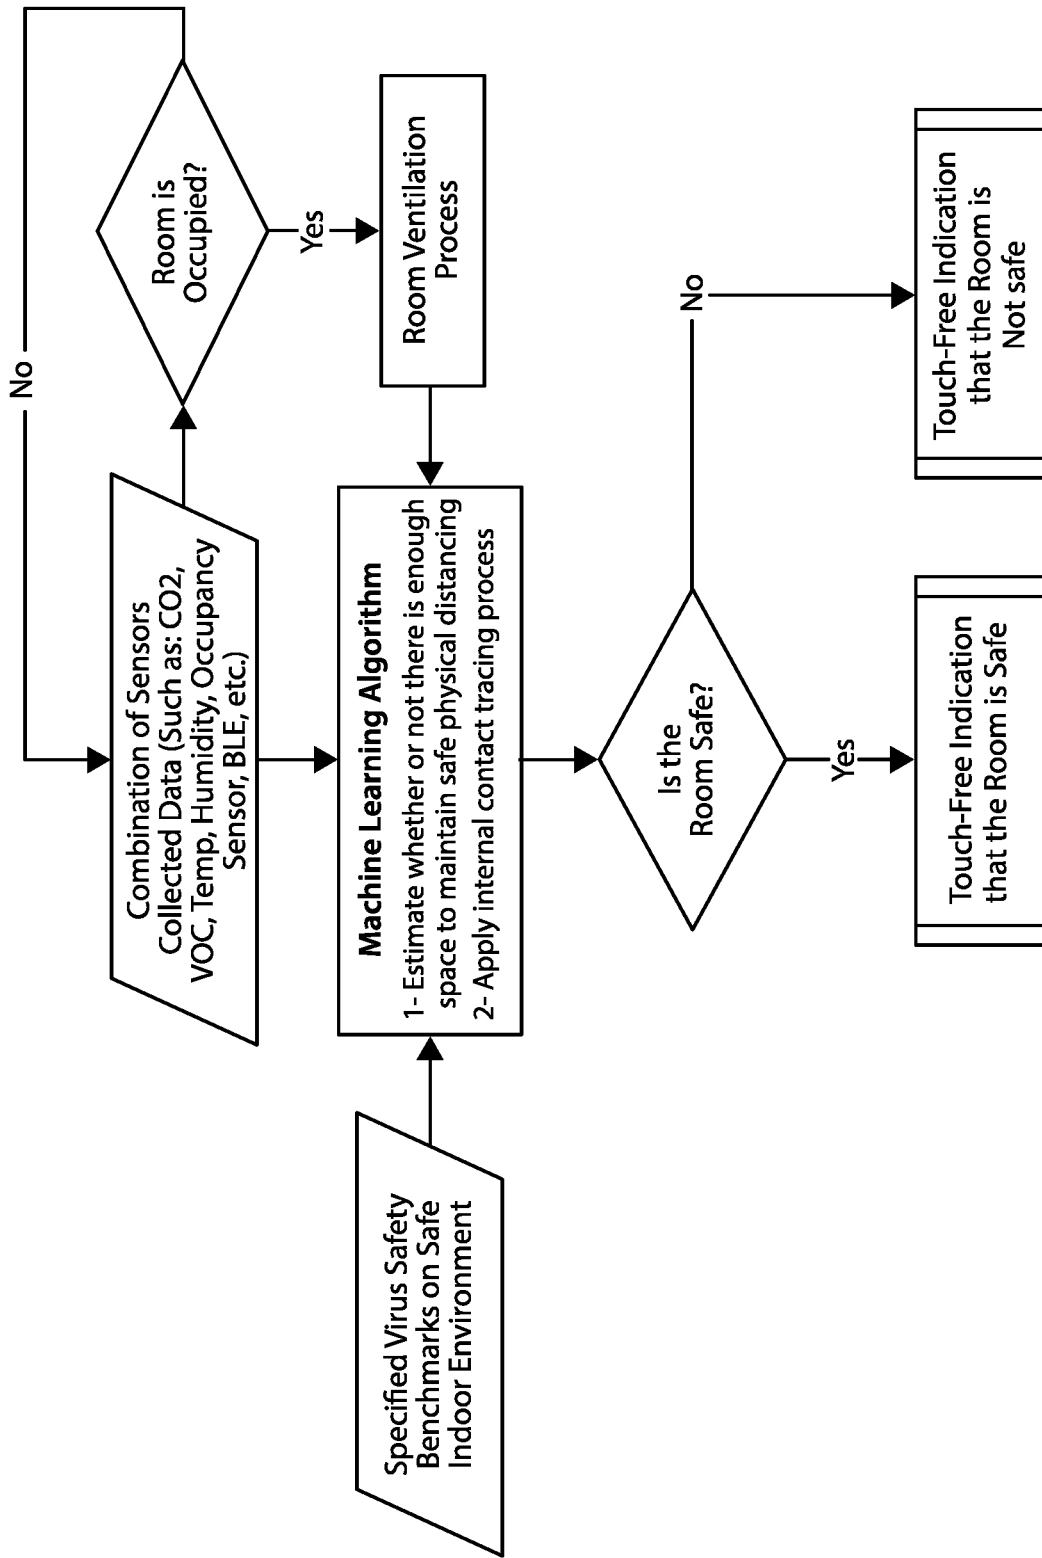 No
Combination of Sensors
Collected Data (Such as: CO2,
VOC, Temp, Humidity, Occupancy
Sensor, BLE, etc.)
Room is
Occupied?
Yes
Room Ventilation
Process
Specified Virus Safety
Benchmarks on Safe
Indoor Environment
Machine Learning Algorithm
1- Estimate whether or not there is enough
space to maintain safe physical distancing
2- Apply internal contact tracing process
Is the
Room Safe?
Yes
No
Touch-Free Indication
that the Room is Safe
Touch-Free Indication
that the Room is
Not safe